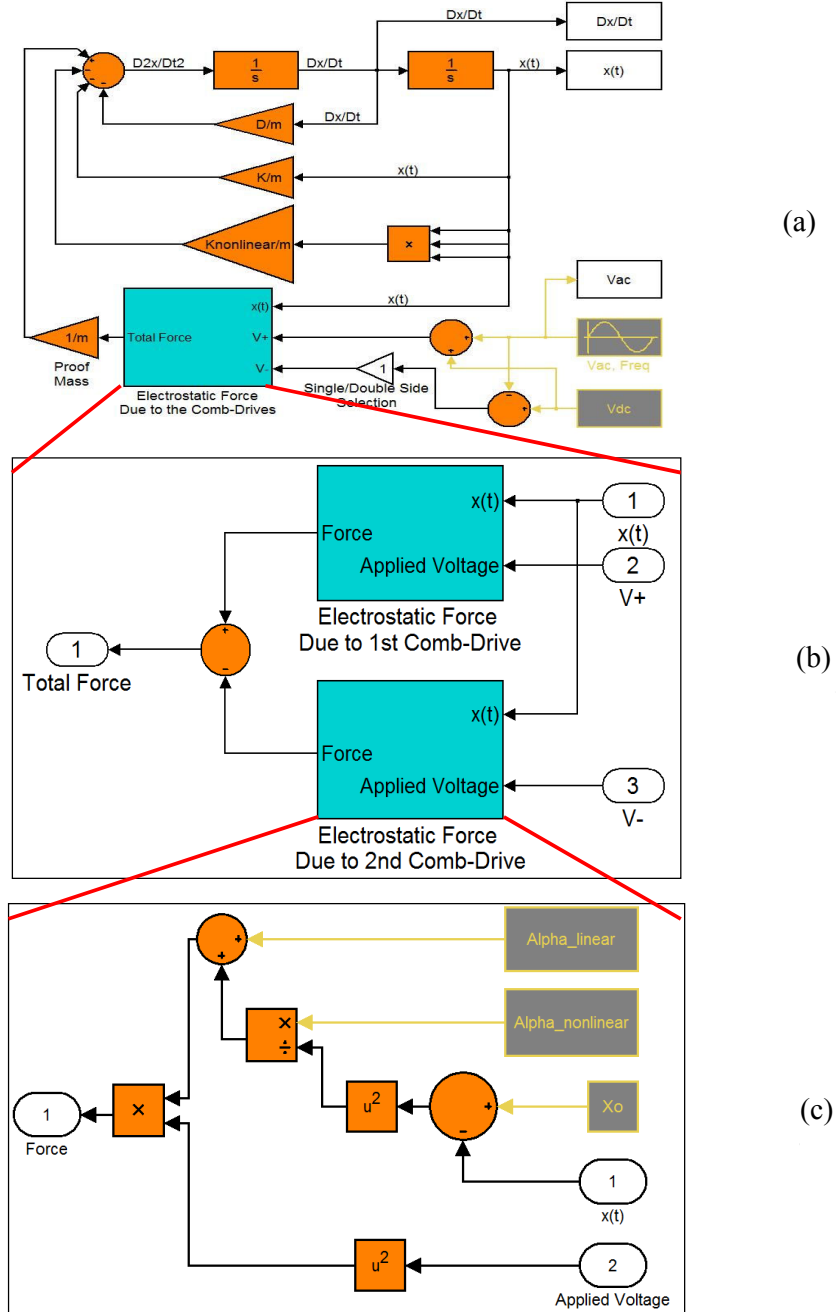 Dx/Dt
Dx/Dt
D2x/Dt2
1
s
Dx/Dt
1
s
x(t)
x(t)
D/m
Dx/Dt
K/m
x(t)
(a)
Knonlinear/m
×
Vac
x(t)
x(t)
1/m
Total Force
V+
V-
Proof
Mass
1
Vac, Freq
Single/Double Side
Selection
Vdc
Electrostatic Force
Due to the Comb-Drives
x(t)
1
x(t)
Force
Applied Voltage
2
V+
Electrostatic Force
Due to 1st Comb-Drive
1
Total Force
(b)
x(t)
Force
Applied Voltage
3
V-
Electrostatic Force
Due to 2nd Comb-Drive
Alpha_linear
Alpha_nonlinear
×
÷
u²
Xo
(c)
×
1
Force
1
x(t)
u²
2
Applied Voltage